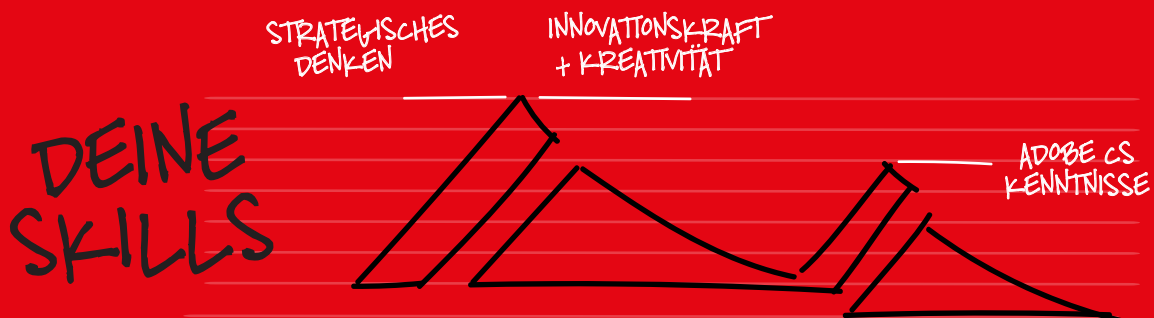 STRATEGISCHES
DENKEN
INNOVATIONSKRAFT
+ KREATIVITÄT
DEINE
SKILLS
ADOBE CS
KENNTNISSE